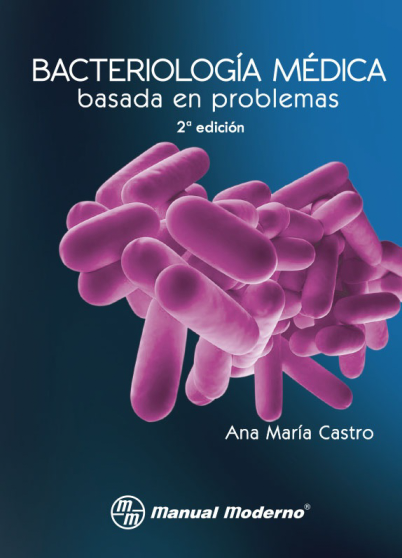 BACTERIOLOGÍA MÉDICA
basada en problemas
2ª edición
Ana María Castro
mm Manual Moderno®